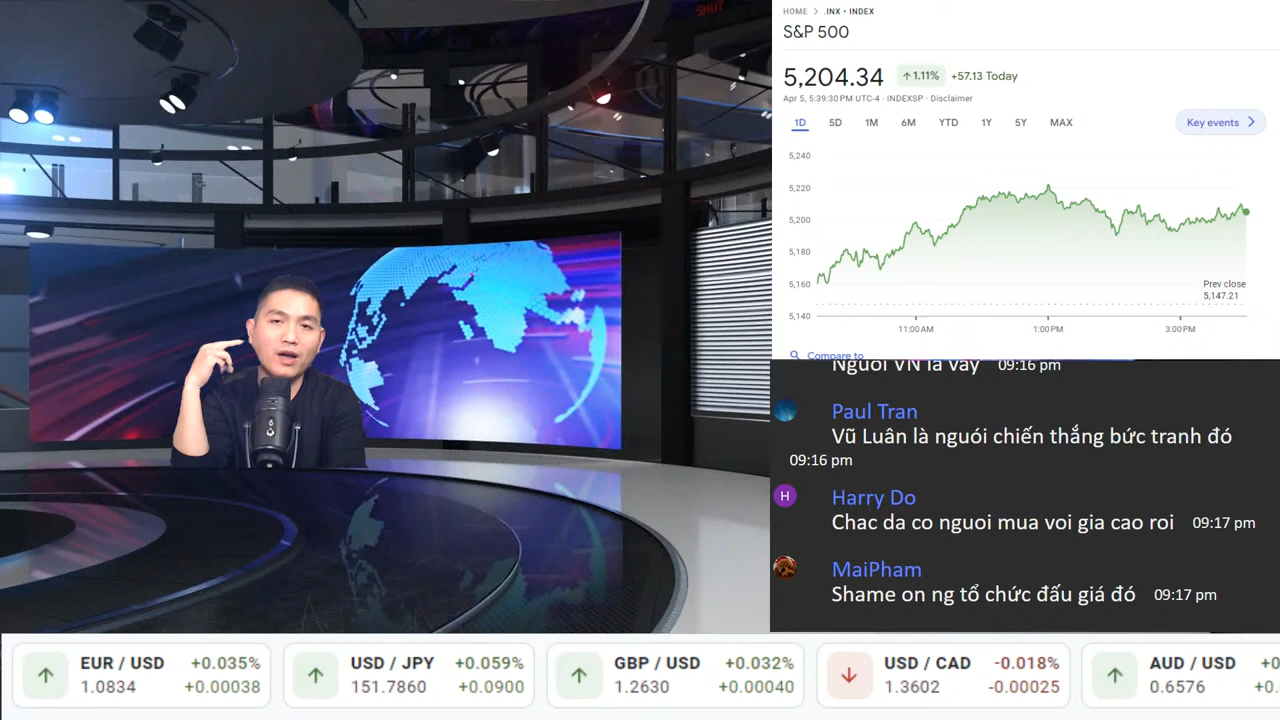 SHUT
HOME > .INX • INDEX
S&P 500
5,204.34 ↑ 1.11% +57.13 Today
Apr 5, 5:39:30 PM UTC-4 · INDEXSP · Disclaimer
1D 5D 1M 6M YTD 1Y 5Y MAX Key events >
5,240
5,220
5,200
5,180
5,160
5,140
Prev close
5,147.21
11:00 AM 1:00 PM 3:00 PM
Compare to
Người VN là vậy 09:16 pm
Paul Tran
Vũ Luân là nguói chiến thắng bức tranh đó
09:16 pm
H Harry Do
Chac da co nguoi mua voi gia cao roi 09:17 pm
MaiPham
Shame on ng tổ chức đấu giá đó 09:17 pm
EUR / USD +0.035%
1.0834 +0.00038
USD / JPY +0.059%
151.7860 +0.0900
GBP / USD +0.032%
1.2630 +0.00040
USD / CAD -0.018%
1.3602 -0.00025
AUD / USD
0.6576